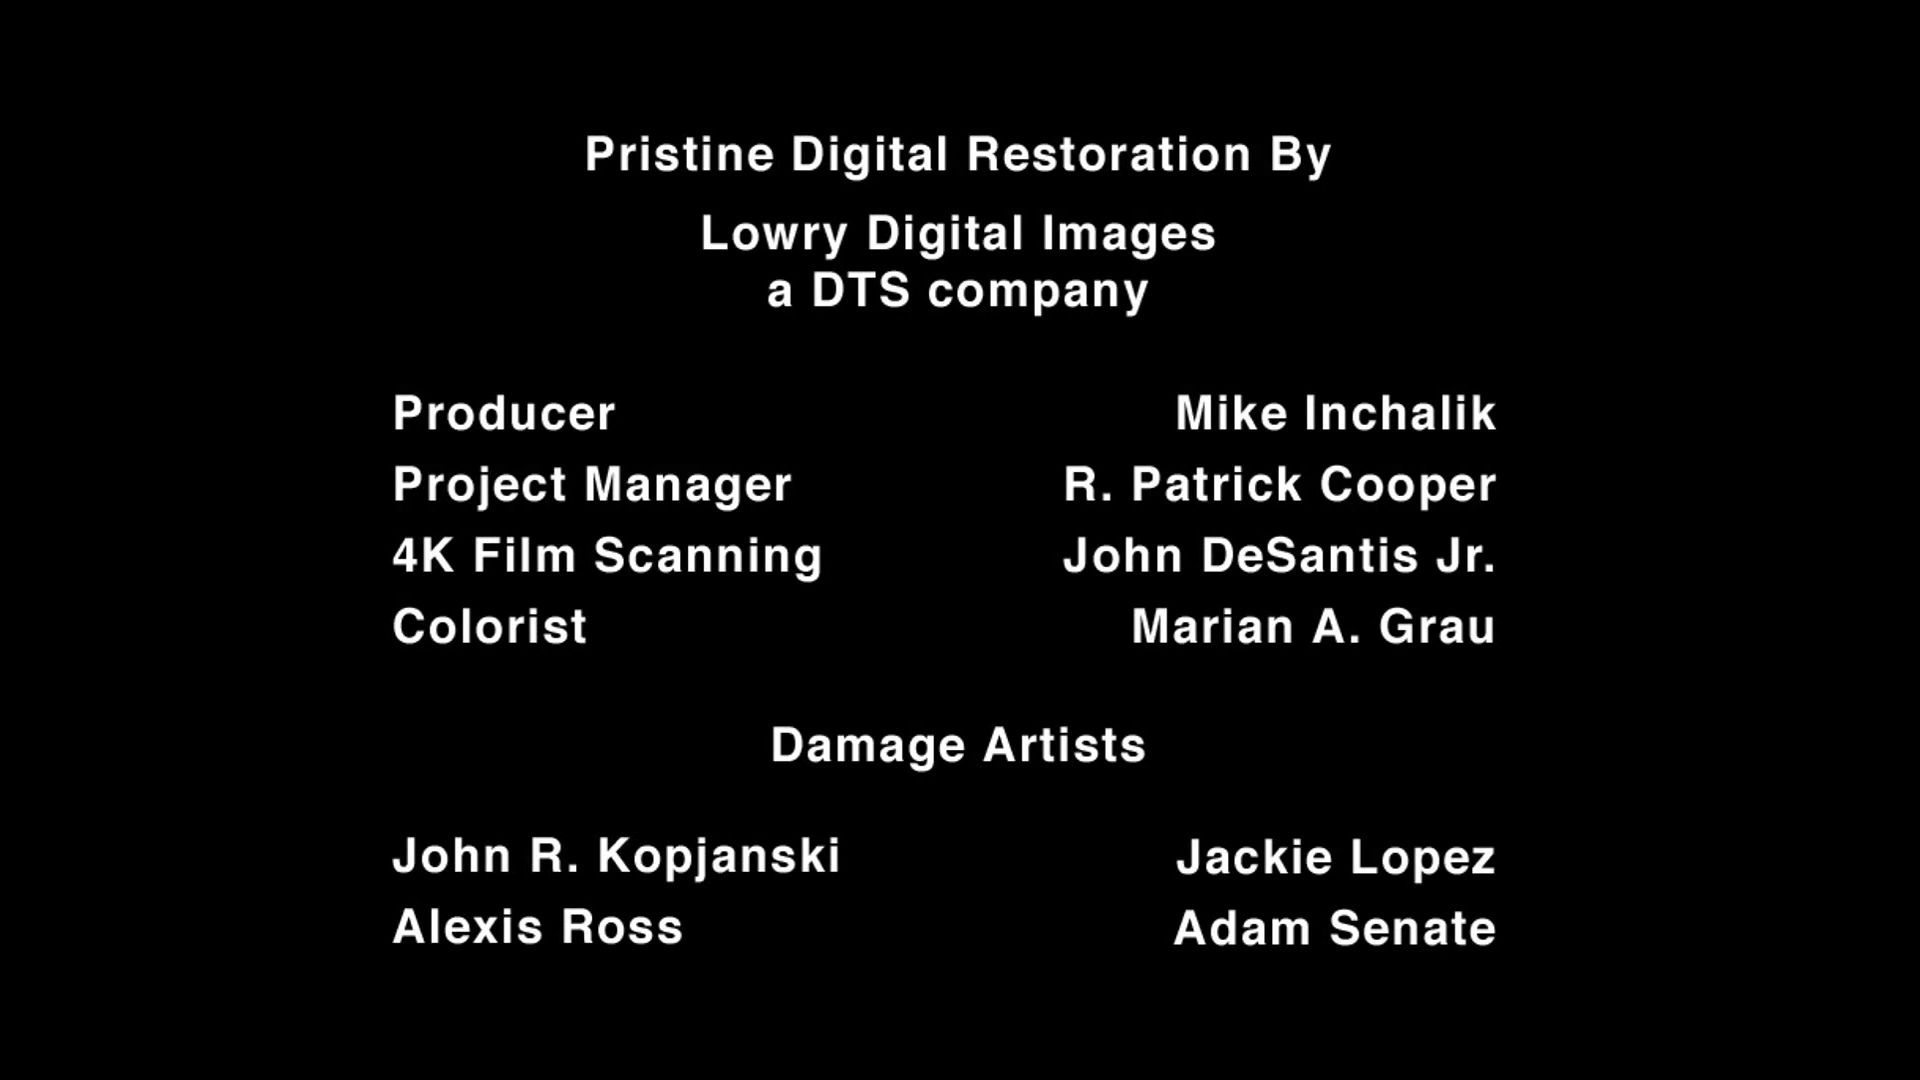 Pristine Digital Restoration By
Lowry Digital Images
a DTS company
Producer Mike Inchalik
Project Manager R. Patrick Cooper
4K Film Scanning John DeSantis Jr.
Colorist Marian A. Grau
Damage Artists
John R. Kopjanski Jackie Lopez
Alexis Ross Adam Senate